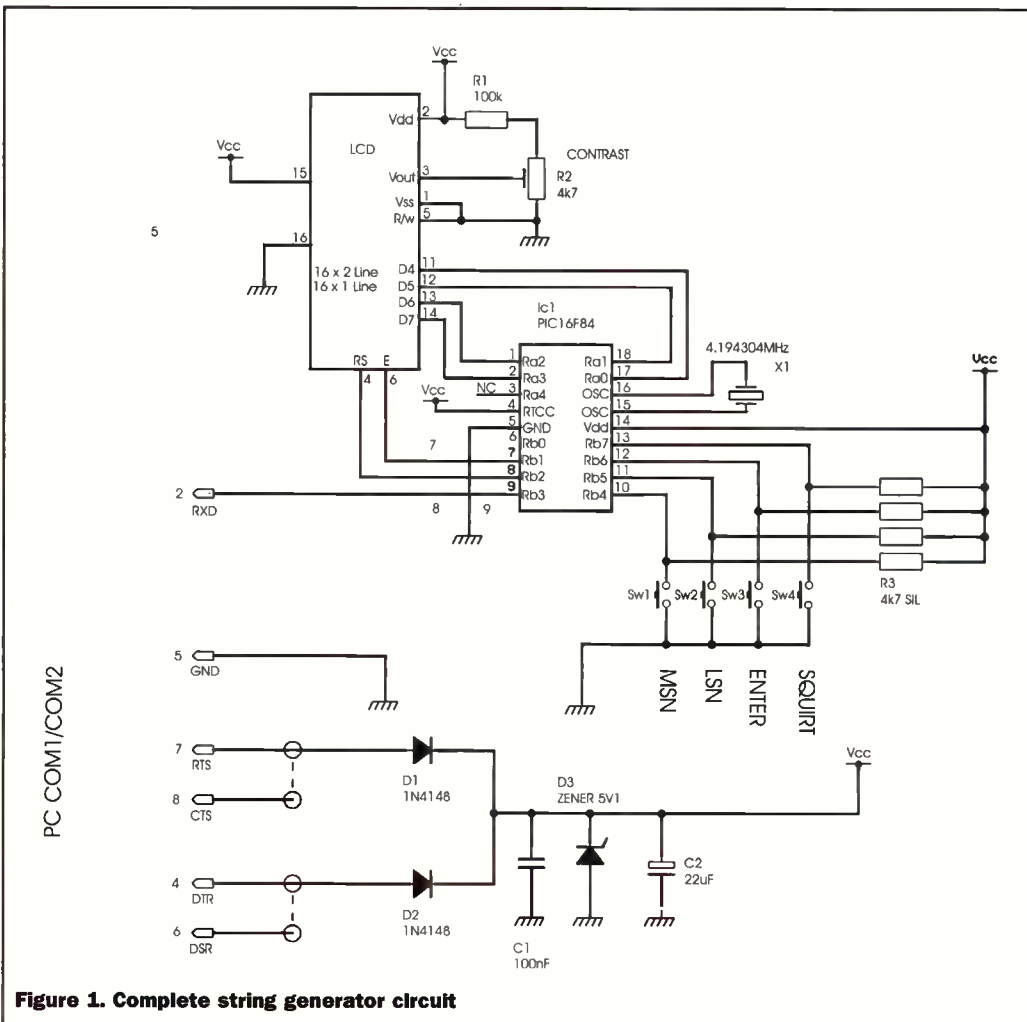 Vcc
R1
100k
Vdd 2
LCD
Vcc
15
CONTRAST
Vout 3
R2
4k7
Vss 1
R/w 5
5
16
16 x 2 Line
16 x 1 Line
D4 11
D5 12
D6 13
D7 14
Ic1
PIC16F84
RS E
4 6
4.194304MHz
X1
Vcc
1 Ra2 Ra1 18
2 Ra3 Ra0 17
NC 3 Ra4 OSC 16
Vcc
4 RTCC OSC 15
5 GND Vdd 14
6 Rb0 Rb7 13
7
7 Rb1 Rb6 12
8 Rb2 Rb5 11
9 Rb3 Rb4 10
2
RXD
8 9
R3
4k7 SIL
Sw1 Sw2 Sw3 Sw4
MSN
LSN
ENTER
SQUIRT
PC COM1/COM2
5
GND
7
RTS
D1
1N4148
8
CTS
D3
ZENER 5V1
Vcc
4
DTR
D2
1N4148
6
DSR
C1
100nF
C2
22uF
Figure 1. Complete string generator circuit